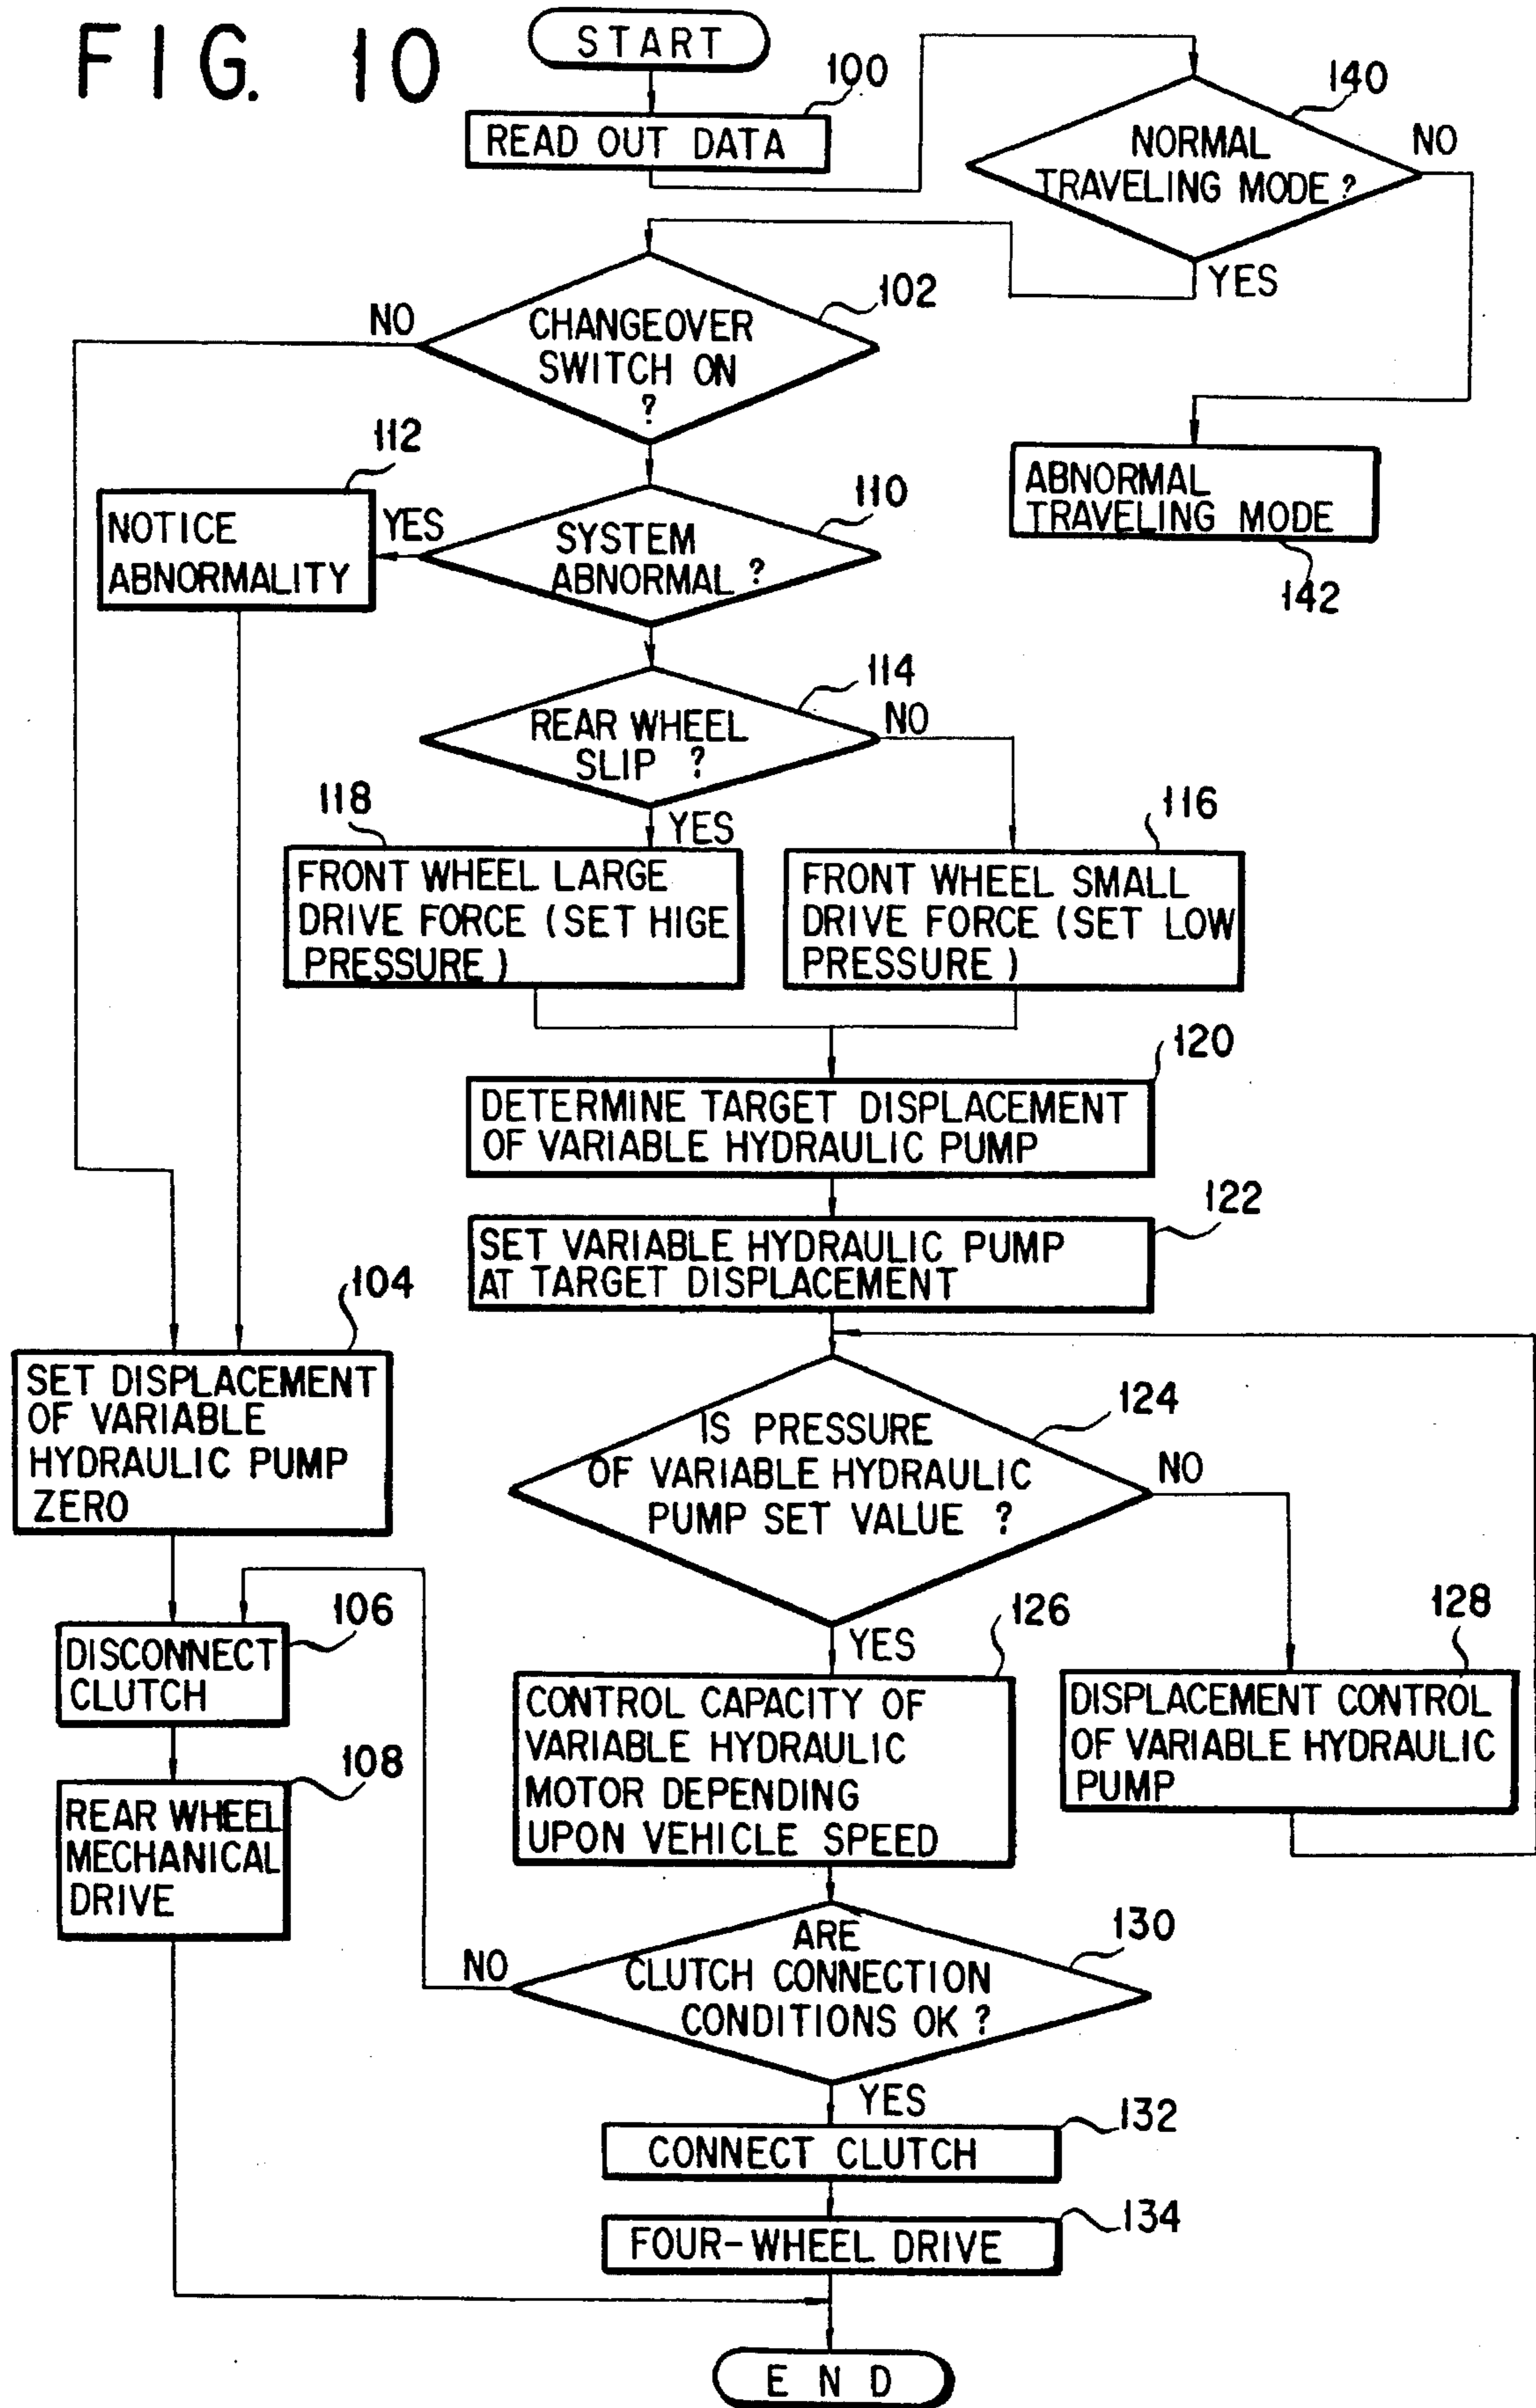 FIG. 10
START
100
READ OUT DATA
140
NORMAL
TRAVELING MODE?
NO
YES
102
NO
CHANGEOVER
SWITCH ON
?
112
NOTICE
ABNORMALITY
YES
110
SYSTEM
ABNORMAL ?
ABNORMAL
TRAVELING MODE
142
114
REAR WHEEL
SLIP ?
NO
118
YES
116
FRONT WHEEL LARGE
DRIVE FORCE (SET HIGE
PRESSURE)
FRONT WHEEL SMALL
DRIVE FORCE (SET LOW
PRESSURE)
120
DETERMINE TARGET DISPLACEMENT
OF VARIABLE HYDRAULIC PUMP
122
SET VARIABLE HYDRAULIC PUMP
AT TARGET DISPLACEMENT
104
SET DISPLACEMENT
OF VARIABLE
HYDRAULIC PUMP
ZERO
124
IS PRESSURE
OF VARIABLE HYDRAULIC
PUMP SET VALUE ?
NO
YES
106
DISCONNECT
CLUTCH
126
CONTROL CAPACITY OF
VARIABLE HYDRAULIC
MOTOR DEPENDING
UPON VEHICLE SPEED
128
DISPLACEMENT CONTROL
OF VARIABLE HYDRAULIC
PUMP
108
REAR WHEEL
MECHANICAL
DRIVE
130
NO
ARE
CLUTCH CONNECTION
CONDITIONS OK ?
YES
132
CONNECT CLUTCH
134
FOUR-WHEEL DRIVE
END